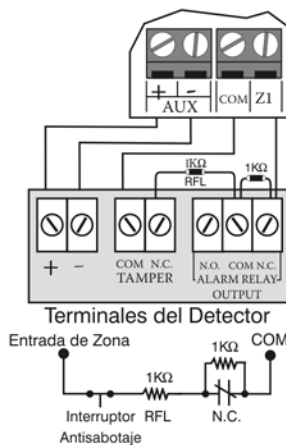 + -
AUX
COM Z1
1KΩ
RFL
1KΩ
+ -
COM N.C.
TAMPER
N.O. COM N.C.
ALARM RELAY
OUTPUT
Terminales del Detector
Entrada de Zona
COM
1KΩ
1KΩ
Interruptor
Antisabotaje
RFL
N.C.